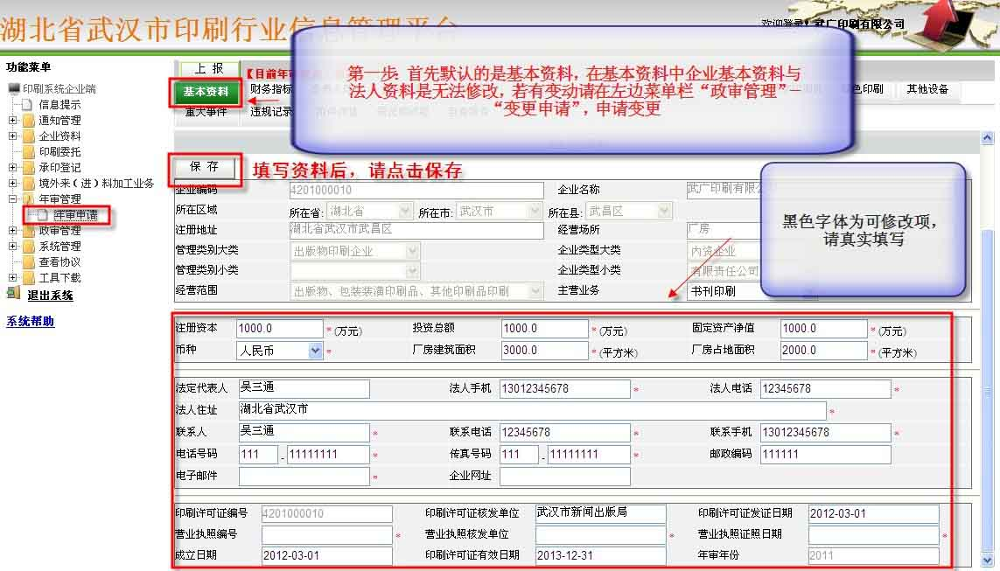 湖北省武汉市印刷行业信息管理平台
欢迎登录！武广印刷有限公司
功能菜单
印刷系统企业端
信息提示
通知管理
企业资料
印刷委托
承印登记
境外来（进）料加工业务
年审管理
年审申请
政审管理
系统管理
查看协议
工具下载
退出系统
系统帮助
上 报
【目前年
基本资料
财务指标
色印刷
其他设备
重大事件
违规记录
第一步：首先默认的是基本资料，在基本资料中企业基本资料与
法人资料是无法修改，若有变动请在左边菜单栏“政审管理”--
“变更申请”，申请变更
保 存
填写资料后，请点击保存
黑色字体为可修改项，
请真实填写
企业编码 4201000010 企业名称 武广印刷有限公
所在区域 所在省: 湖北省 所在市: 武汉市 所在县: 武昌区
注册地址 湖北省武汉市武昌区 经营场所 厂房
管理类别大类 出版物印刷企业 企业类型大类 内资企业
管理类别小类 企业类型小类 有限责任公司
经营范围 出版物、包装装潢印刷品、其他印刷品印刷 主营业务 书刊印刷
注册资本 1000.0 *(万元) 投资总额 1000.0 *(万元) 固定资产净值 1000.0 *(万元)
币种 人民币 * 厂房建筑面积 3000.0 *(平方米) 厂房占地面积 2000.0 *(平方米)
法定代表人 吴三通 法人手机 13012345678 * 法人电话 12345678 *
法人住址 湖北省武汉市 *
联系人 吴三通 * 联系电话 12345678 * 联系手机 13012345678 *
电话号码 111 - 11111111 * 传真号码 111 - 11111111 * 邮政编码 111111
电子邮件 * 企业网址
印刷许可证编号 4201000010 印刷许可证核发单位 武汉市新闻出版局 印刷许可证发证日期 2012-03-01
营业执照编号 * 营业执照核发单位 * 营业执照证照日期 *
成立日期 2012-03-01 印刷许可证有效日期 2013-12-31 年审年份 2011